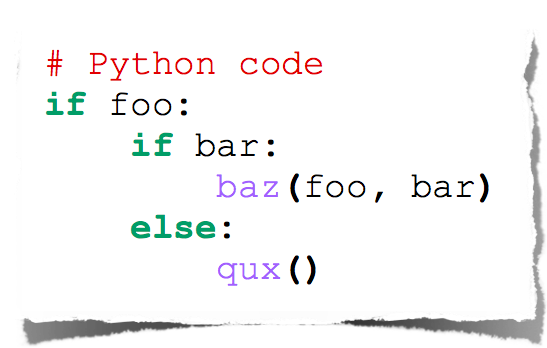 # Python code
if foo:
    if bar:
        baz(foo, bar)
    else:
        qux()